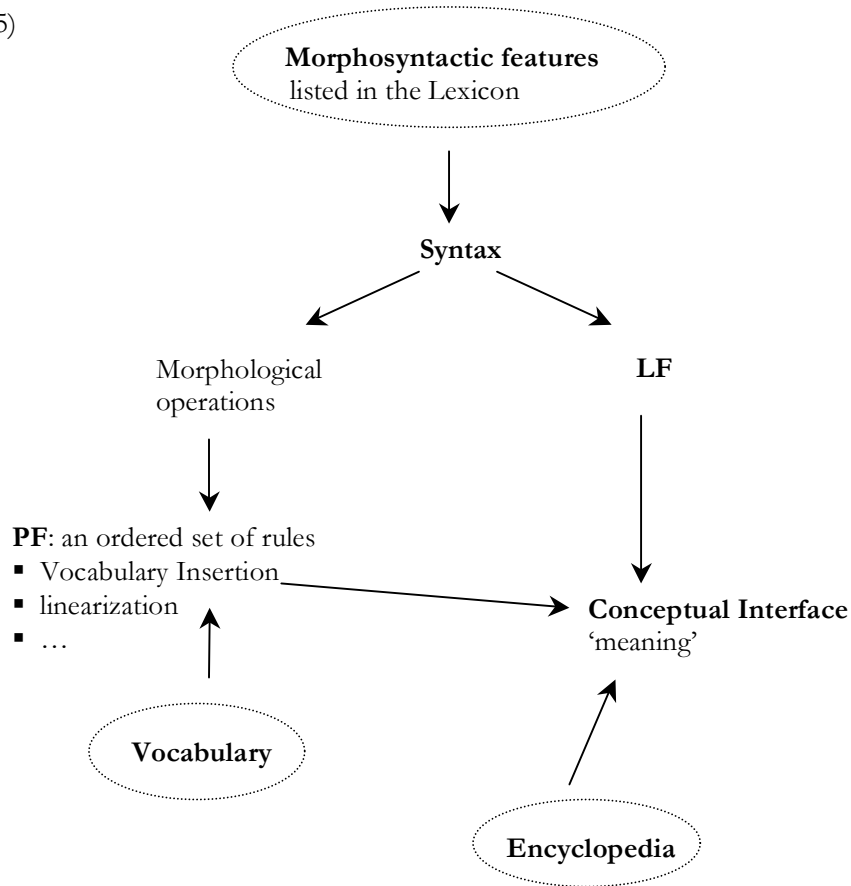 5)
Morphosyntactic features
listed in the Lexicon
Syntax
Morphological
operations
LF
PF: an ordered set of rules
▪ Vocabulary Insertion
▪ linearization
▪ …
Conceptual Interface
‘meaning’
Vocabulary
Encyclopedia